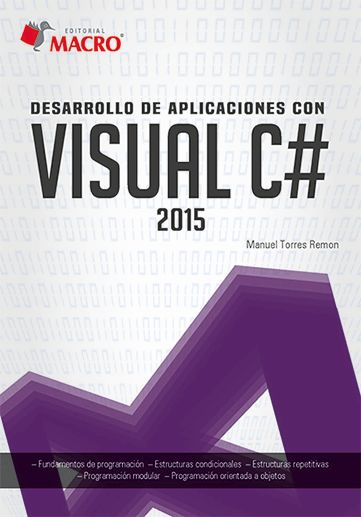 EDITORIAL
MACRO®
DESARROLLO DE APLICACIONES CON
VISUAL C#
2015
Manuel Torres Remon
– Fundamentos de programación – Estructuras condicionales – Estructuras repetitivas
– Programación modular – Programación orientada a objetos